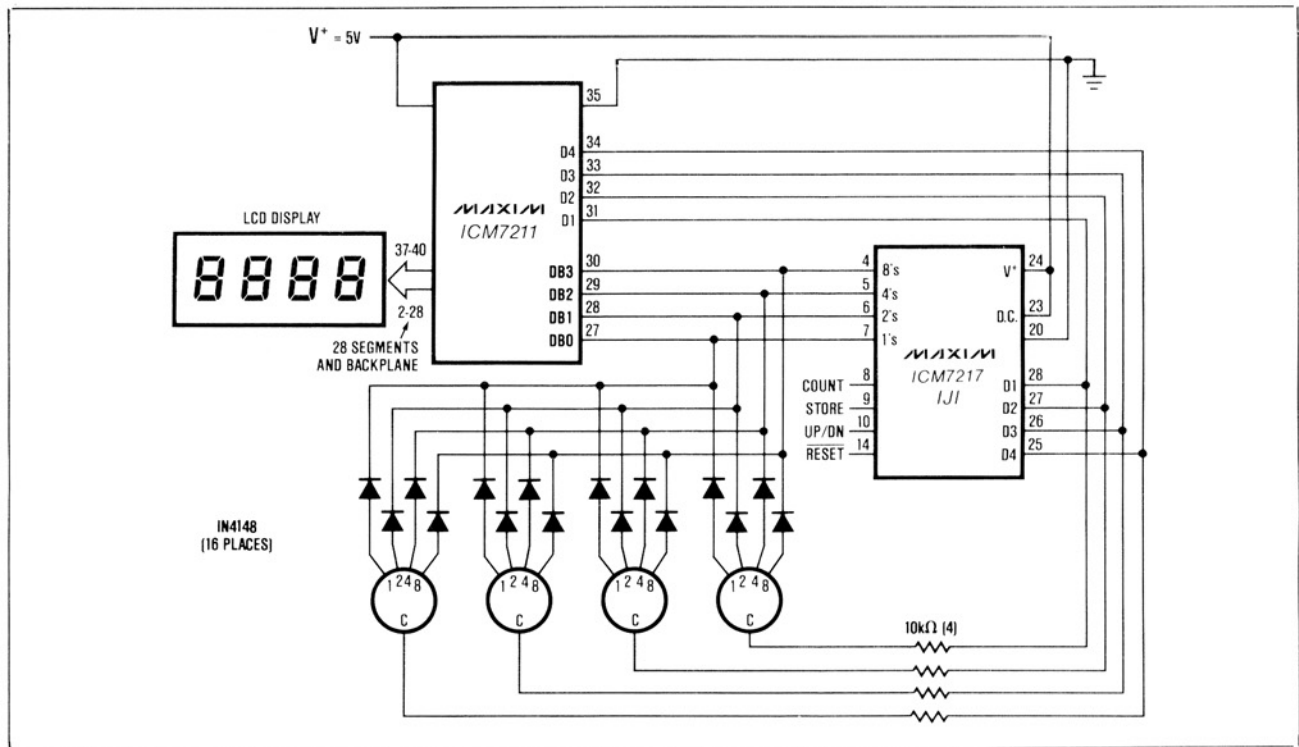 V+ = 5V
35
D4 34
D3 33
D2 32
D1 31
MAXIM
ICM7211
LCD DISPLAY
8888
37-40
2-28
28 SEGMENTS
AND BACKPLANE
DB3 30
DB2 29
DB1 28
DB0 27
4 8's
5 4's
6 2's
7 1's
V+ 24
D.C. 23
20
MAXIM
ICM7217
IJI
COUNT 8
STORE 9
UP/DN 10
RESET 14
D1 28
D2 27
D3 26
D4 25
IN4148
(16 PLACES)
1 2 4 8
C
1 2 4 8
C
1 2 4 8
C
1 2 4 8
C
10kΩ (4)